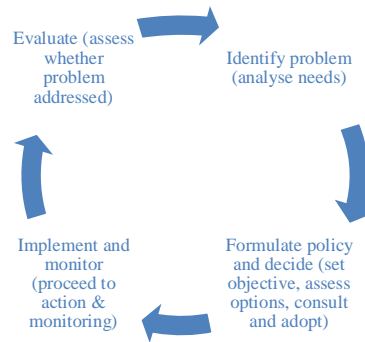 Evaluate (assess
whether
problem
addressed)
Identify problem
(analyse needs)
Formulate policy
and decide (set
objective, assess
options, consult
and adopt)
Implement and
monitor
(proceed to
action &
monitoring)